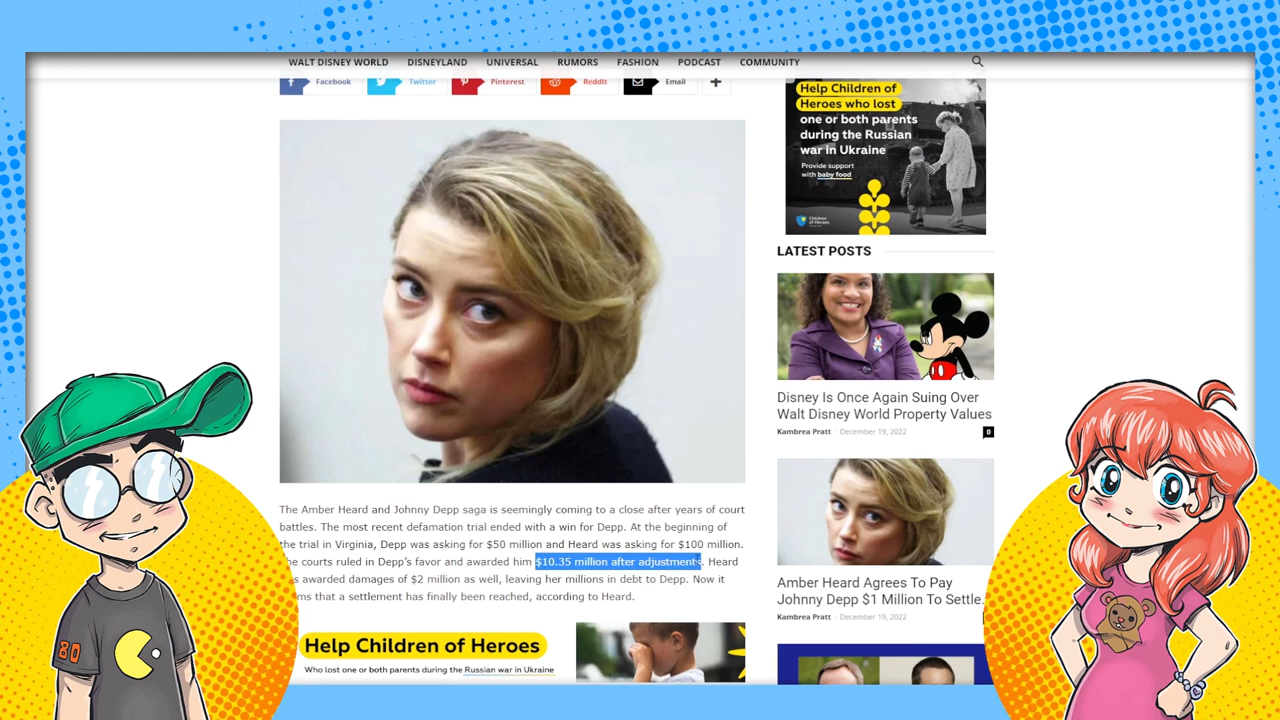 WALT DISNEY WORLD DISNEYLAND UNIVERSAL RUMORS FASHION PODCAST COMMUNITY
Facebook Twitter Pinterest ReddIt Email
Help Children of
Heroes who lost
one or both parents
during the Russian
war in Ukraine
Provide support
with baby food
Children
of Heroes
LATEST POSTS
Disney Is Once Again Suing Over
Walt Disney World Property Values
Kambrea Pratt - December 19, 2022 0
Amber Heard Agrees To Pay
Johnny Depp $1 Million To Settle...
Kambrea Pratt - December 19, 2022
The Amber Heard and Johnny Depp saga is seemingly coming to a close after years of court
battles. The most recent defamation trial ended with a win for Depp. At the beginning of
the trial in Virginia, Depp was asking for $50 million and Heard was asking for $100 million.
he courts ruled in Depp's favor and awarded him $10.35 million after adjustments. Heard
s awarded damages of $2 million as well, leaving her millions in debt to Depp. Now it
ms that a settlement has finally been reached, according to Heard.
Help Children of Heroes
Who lost one or both parents during the Russian war in Ukraine
80